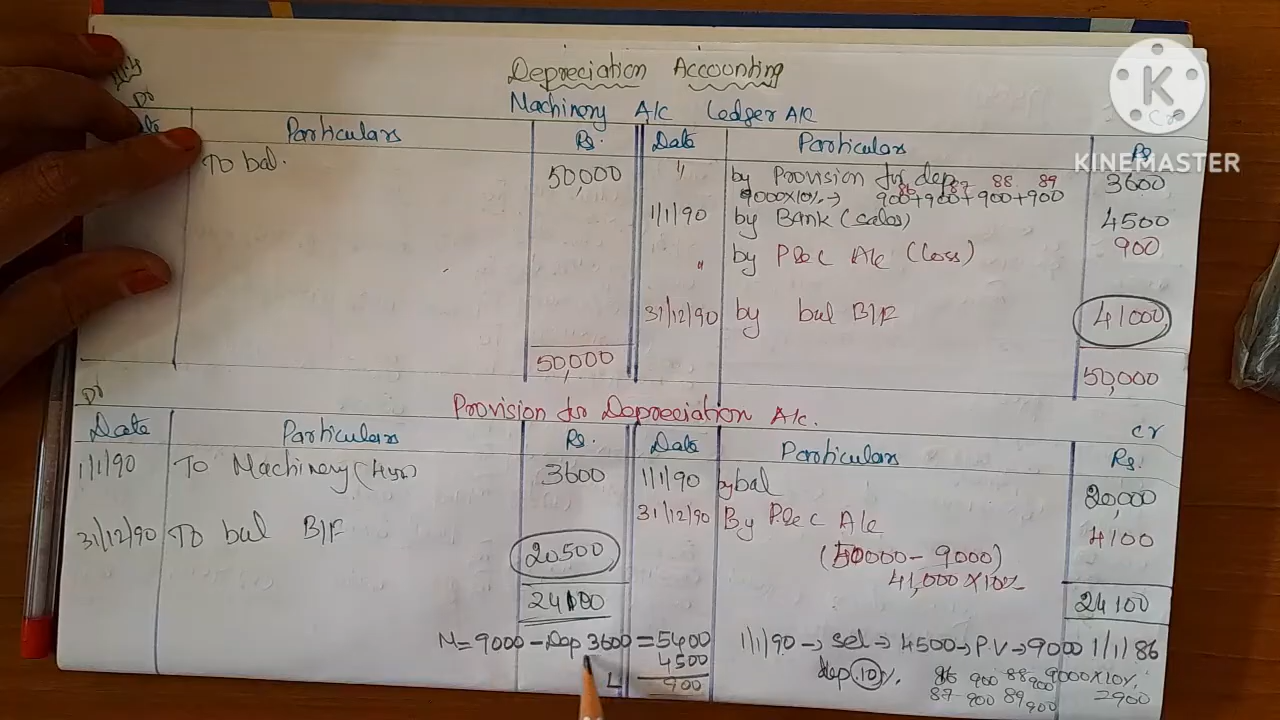 Depreciation Accounting
Machinery A/c Ledger A/c
Dr
Cr
Particulars Rs. Date Particulars Rs
To bal. 50,000 " by Provision for dep 3600
9000x10%→ 900+900+900+900
86 87 88 89
1/1/90 by Bank (sales) 4500
" by P&C A/c (Loss) 900
31/12/90 by bal B/F 41000
50,000 50,000
Provision for Depreciation A/c.
Dr
Cr
Date Particulars Rs. Date Particulars Rs.
1/1/90 To Machinery (4yr) 3600 1/1/90 by bal 20,000
31/12/90 By P&C A/c 4100
31/12/90 To bal B/F 20500 (50000 - 9000)
41,000 x 10%
24100 24100
M = 9000 - Dep 3600 = 5400
4500
L 900
1/1/90 → sel → 4500 → P.V → 9000 1/1/86
dep 10%. 86 900 88 900 9000x10%
87 900 89 900 =900
K
KINEMASTER